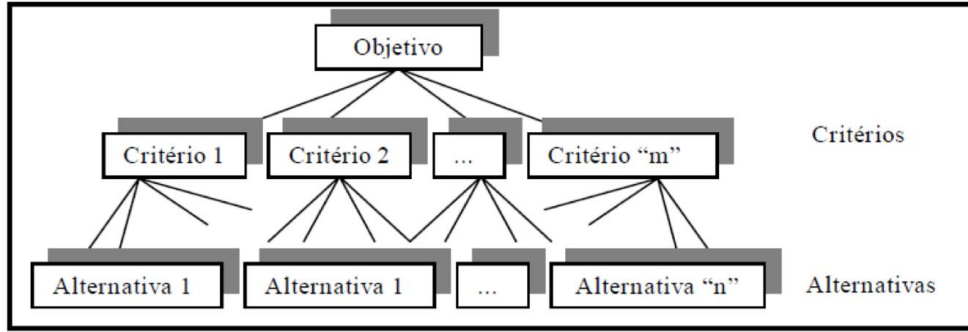 Objetivo
Critério 1
Critério 2
...
Critério “m”
Critérios
Alternativa 1
Alternativa 1
...
Alternativa “n”
Alternativas